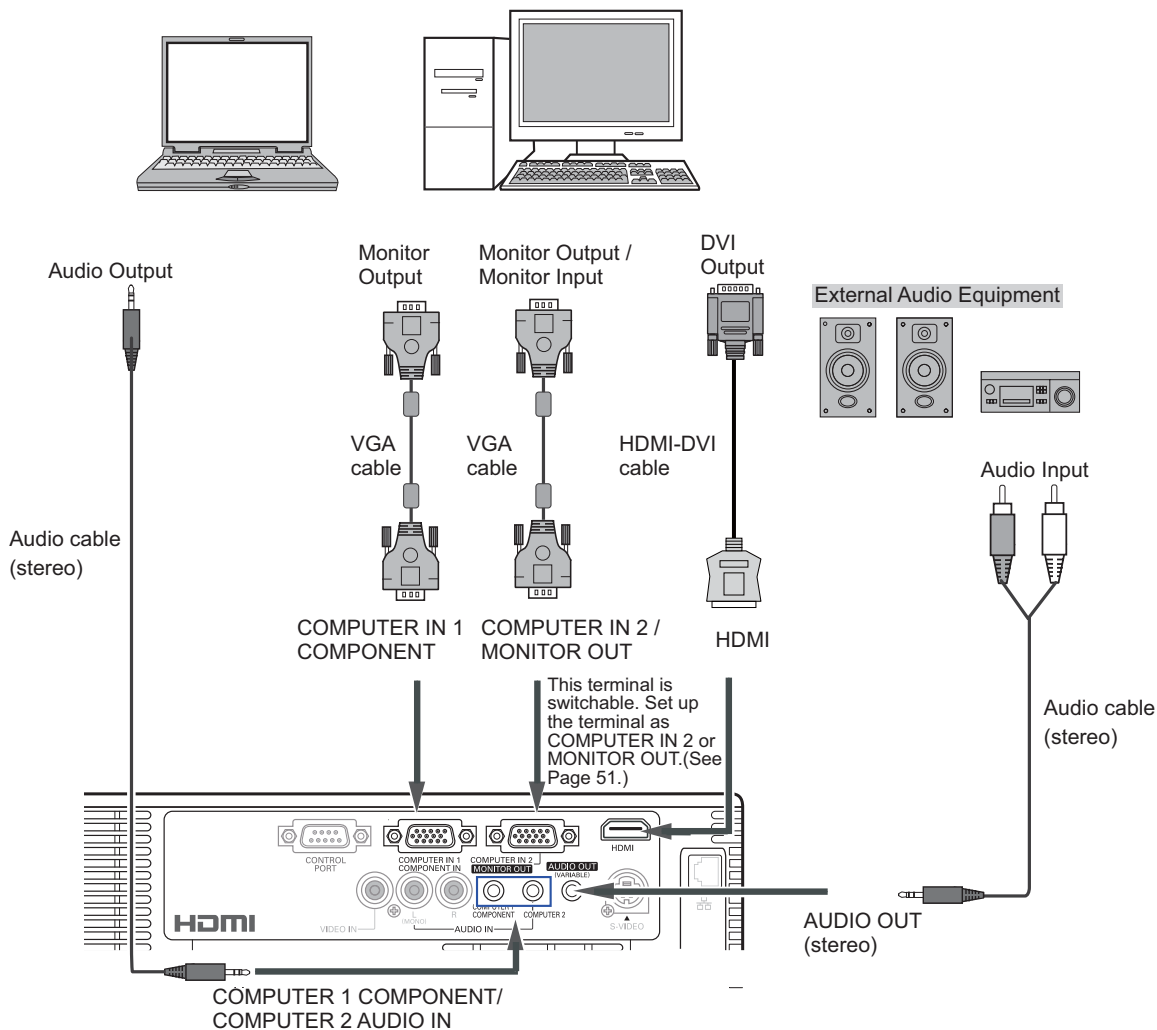 Audio Output
Monitor
Output
Monitor Output /
Monitor Input
DVI
Output
External Audio Equipment
VGA
cable
VGA
cable
HDMI-DVI
cable
Audio Input
Audio cable
(stereo)
COMPUTER IN 1
COMPONENT
COMPUTER IN 2 /
MONITOR OUT
HDMI
This terminal is
switchable. Set up
the terminal as
COMPUTER IN 2 or
MONITOR OUT.(See
Page 51.)
Audio cable
(stereo)
CONTROL
PORT
COMPUTER IN 1
COMPONENT IN
COMPUTER IN 2
MONITOR OUT
HDMI
AUDIO OUT
(VARIABLE)
HDMI
VIDEO IN
L
(MONO)
R
COMPUTER 1
COMPONENT
COMPUTER 2
AUDIO IN
S-VIDEO
AUDIO OUT
(stereo)
COMPUTER 1 COMPONENT/
COMPUTER 2 AUDIO IN